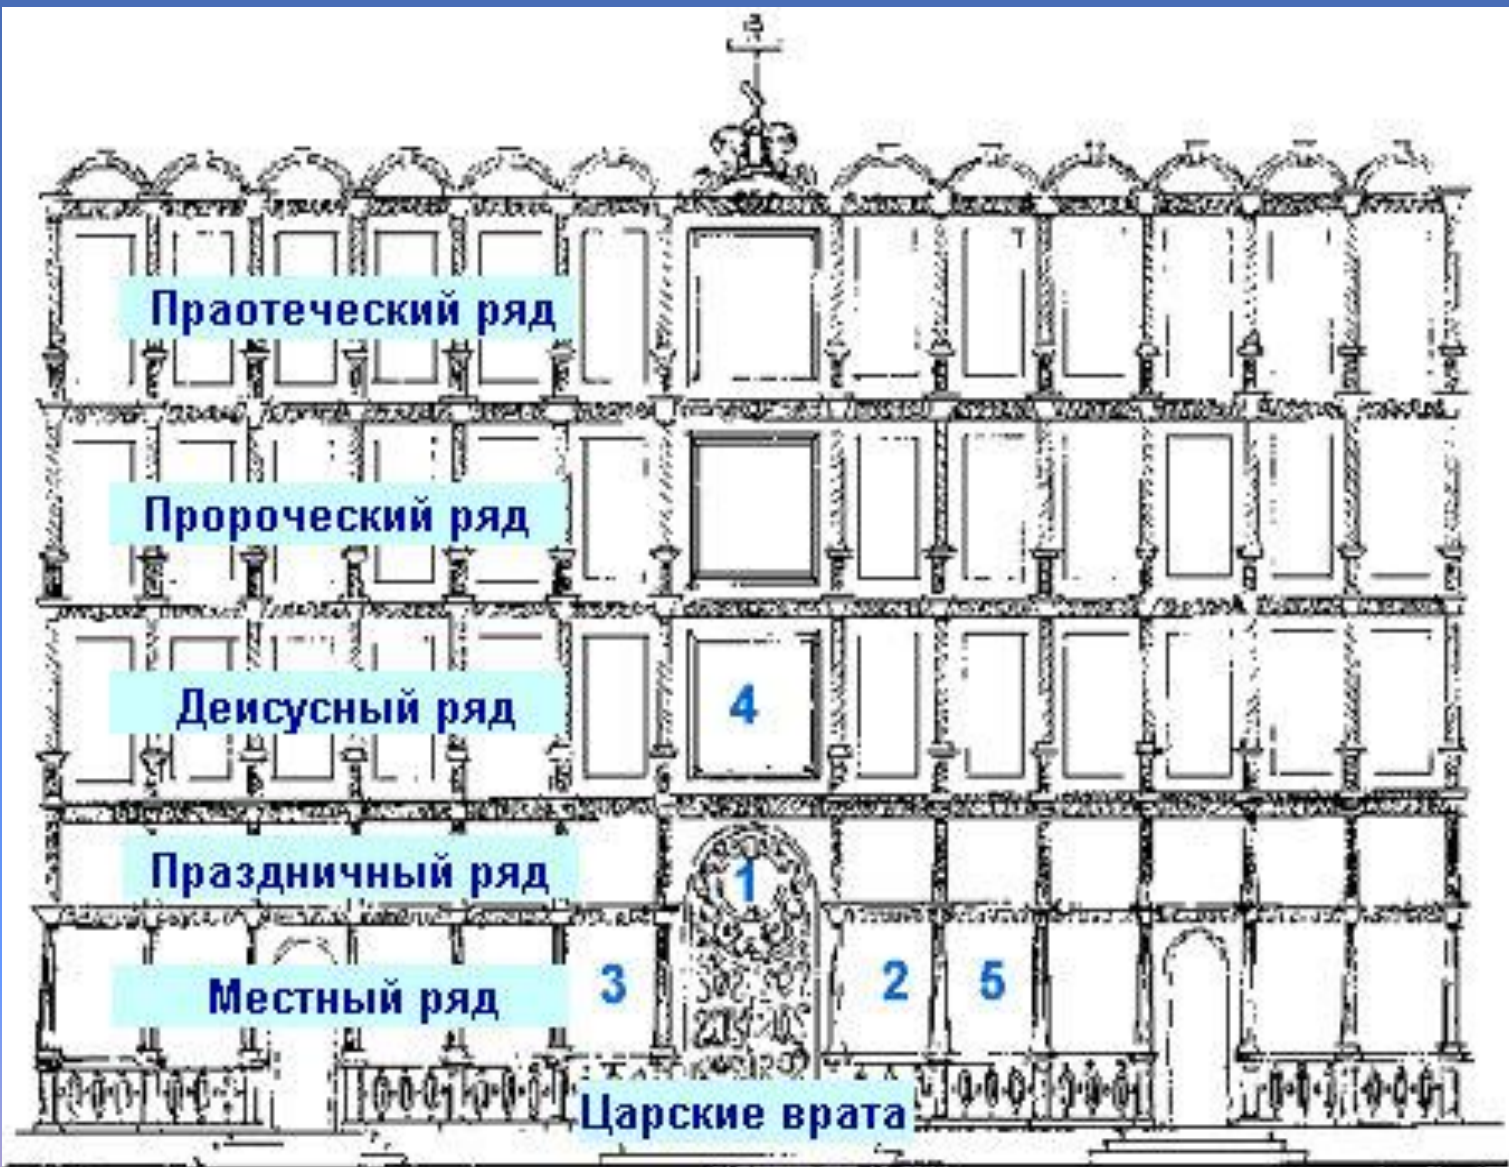 Праотеческий ряд
Пророческий ряд
Деисусный ряд
4
Праздничный ряд
1
Местный ряд
3
2
5
Царские врата